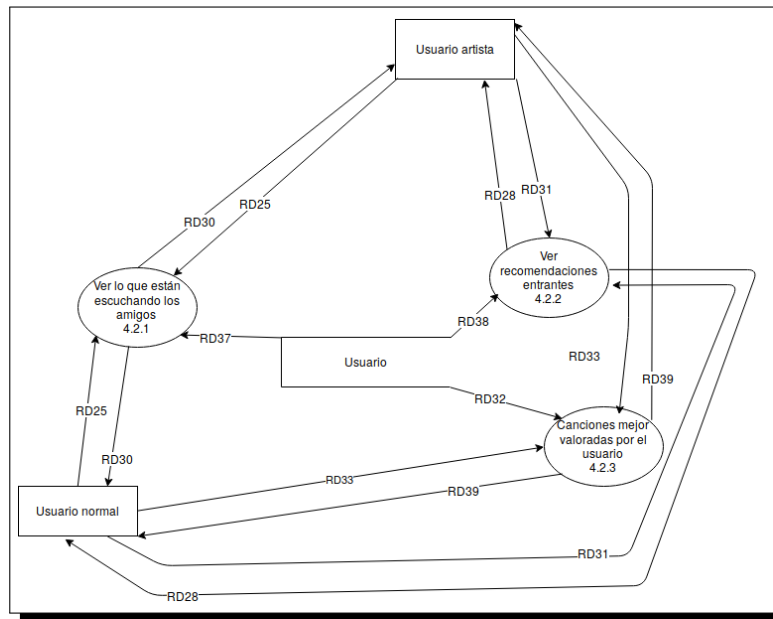 Usuario artista
RD30
RD25
RD28
RD31
Ver lo que están
escuchando los
amigos
4.2.1
Ver
recomendaciones
entrantes
4.2.2
RD37
RD38
Usuario
RD33
RD39
RD32
RD25
RD30
Canciones mejor
valoradas por el
usuario
4.2.3
RD33
RD39
Usuario normal
RD31
RD28